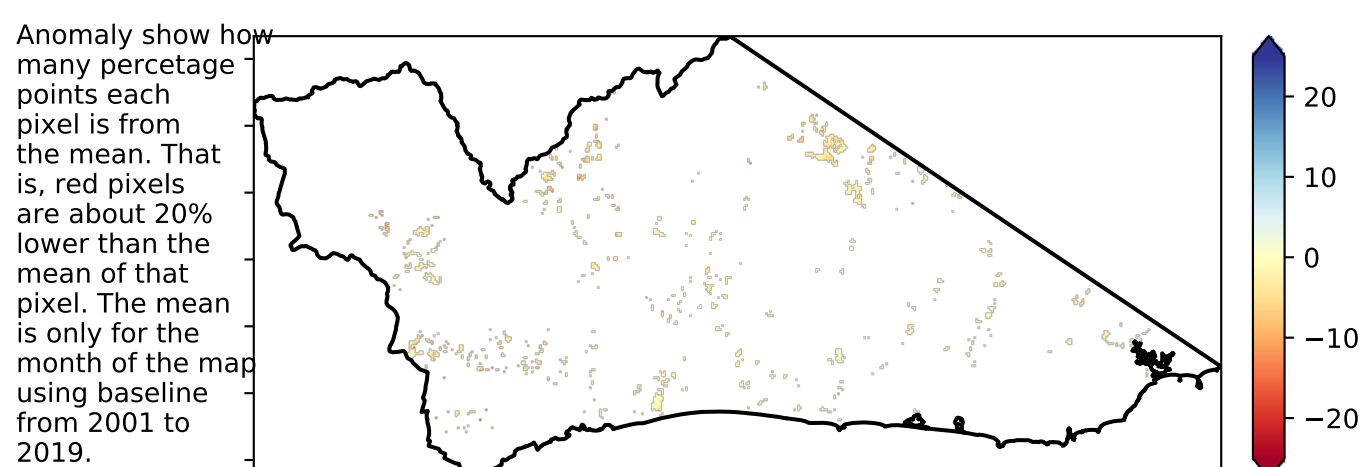 Anomaly show how
many percetage
points each
pixel is from
the mean. That
is, red pixels
are about 20%
lower than the
mean of that
pixel. The mean
is only for the
month of the map
using baseline
from 2001 to
2019.
20
10
0
−10
−20